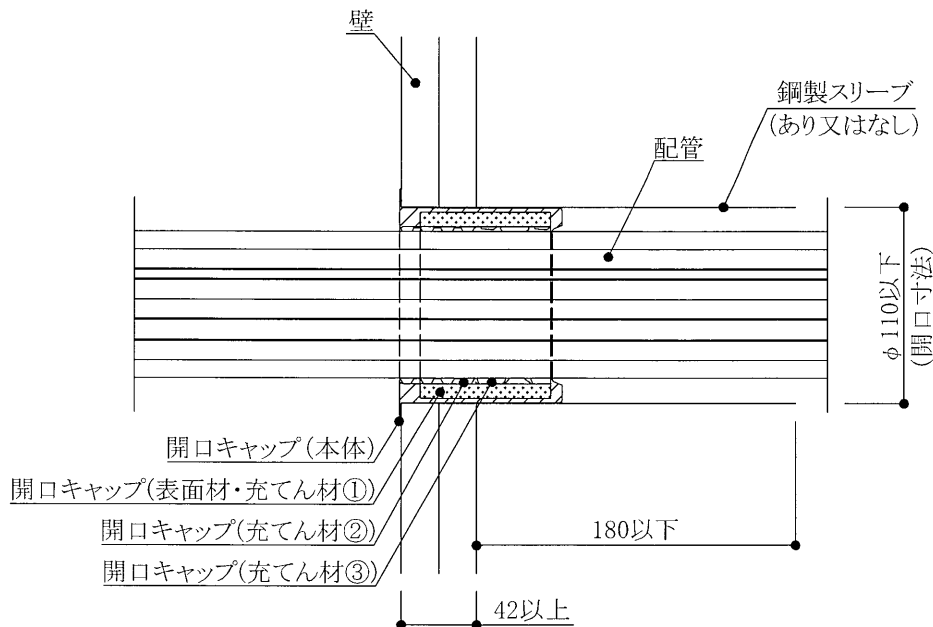 壁
鋼製スリーブ
(あり又はなし)
配管
φ110以下
(開口寸法)
開口キャップ(本体)
開口キャップ(表面材・充てん材①)
開口キャップ(充てん材②)
開口キャップ(充てん材③)
180以下
42以上